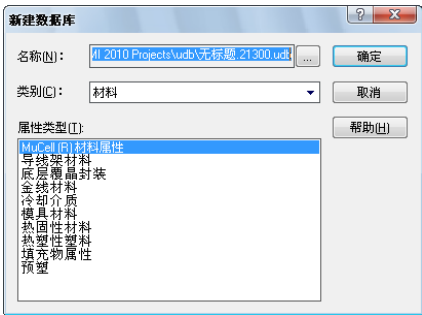 新建数据库
名称(N): MI 2010 Projects\udb\无标题 21300.udb ... 确定
类别(C): 材料 取消
属性类型(T): 帮助(H)
MuCell (R) 材料属性
导线架材料
底层覆晶封装
金线材料
冷却介质
模具材料
热固性材料
热塑性塑料
填充物属性
预塑